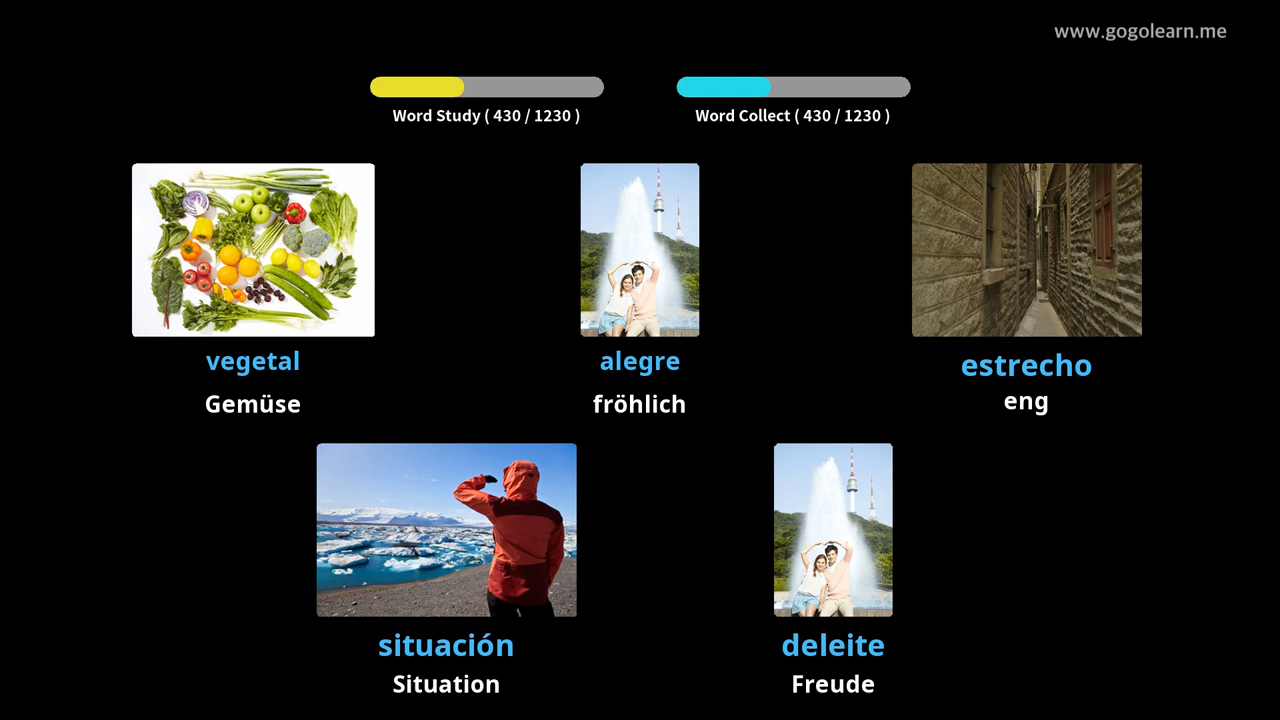 www.gogolearn.me
Word Study ( 430 / 1230 )
Word Collect ( 430 / 1230 )
vegetal
Gemüse
alegre
fröhlich
estrecho
eng
situación
Situation
deleite
Freude